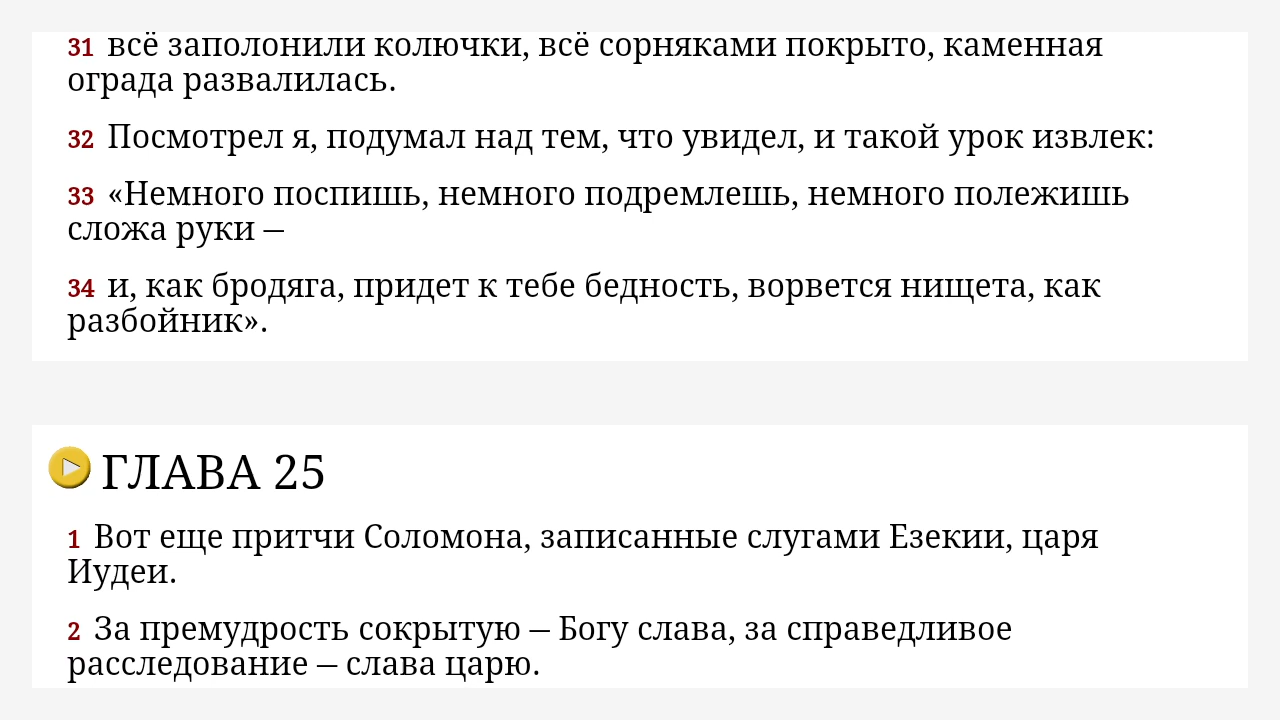 31 всё заполонили колючки, всё сорняками покрыто, каменная
ограда развалилась.
32 Посмотрел я, подумал над тем, что увидел, и такой урок извлек:
33 «Немного поспишь, немного подремлешь, немного полежишь
сложа руки —
34 и, как бродяга, придет к тебе бедность, ворвется нищета, как
разбойник».
ГЛАВА 25
1 Вот еще притчи Соломона, записанные слугами Езекии, царя
Иудеи.
2 За премудрость сокрытую — Богу слава, за справедливое
расследование — слава царю.